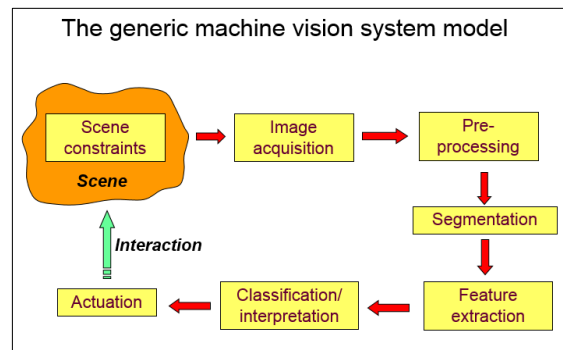 The generic machine vision system model
Scene
constraints
Scene
Image
acquisition
Pre-
processing
Segmentation
Feature
extraction
Classification/
interpretation
Actuation
Interaction